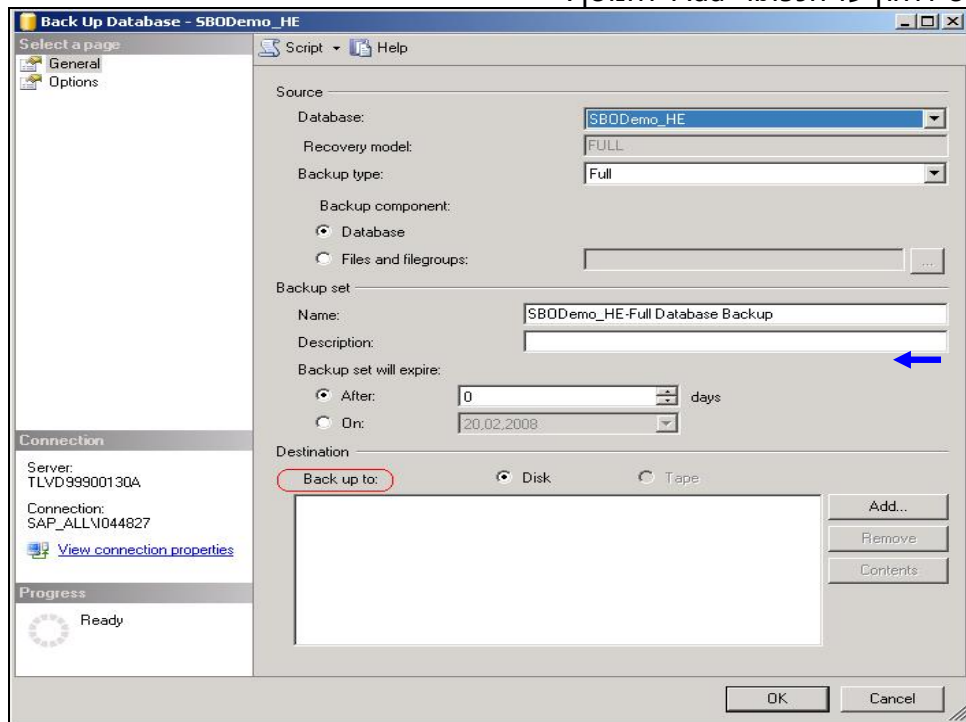 Back Up Database - SBODemo_HE
Select a page
General
Options
Script
Help
Source
Database:
SBODemo_HE
Recovery model:
FULL
Backup type:
Full
Backup component:
Database
Files and filegroups:
...
Backup set
Name:
SBODemo_HE-Full Database Backup
Description:
Backup set will expire:
After:
0
days
On:
20.02.2008
Destination
Back up to:
Disk
Tape
Add...
Remove
Contents
Connection
Server:
TLVD99900130A
Connection:
SAP_ALL\I044827
View connection properties
Progress
Ready
OK
Cancel